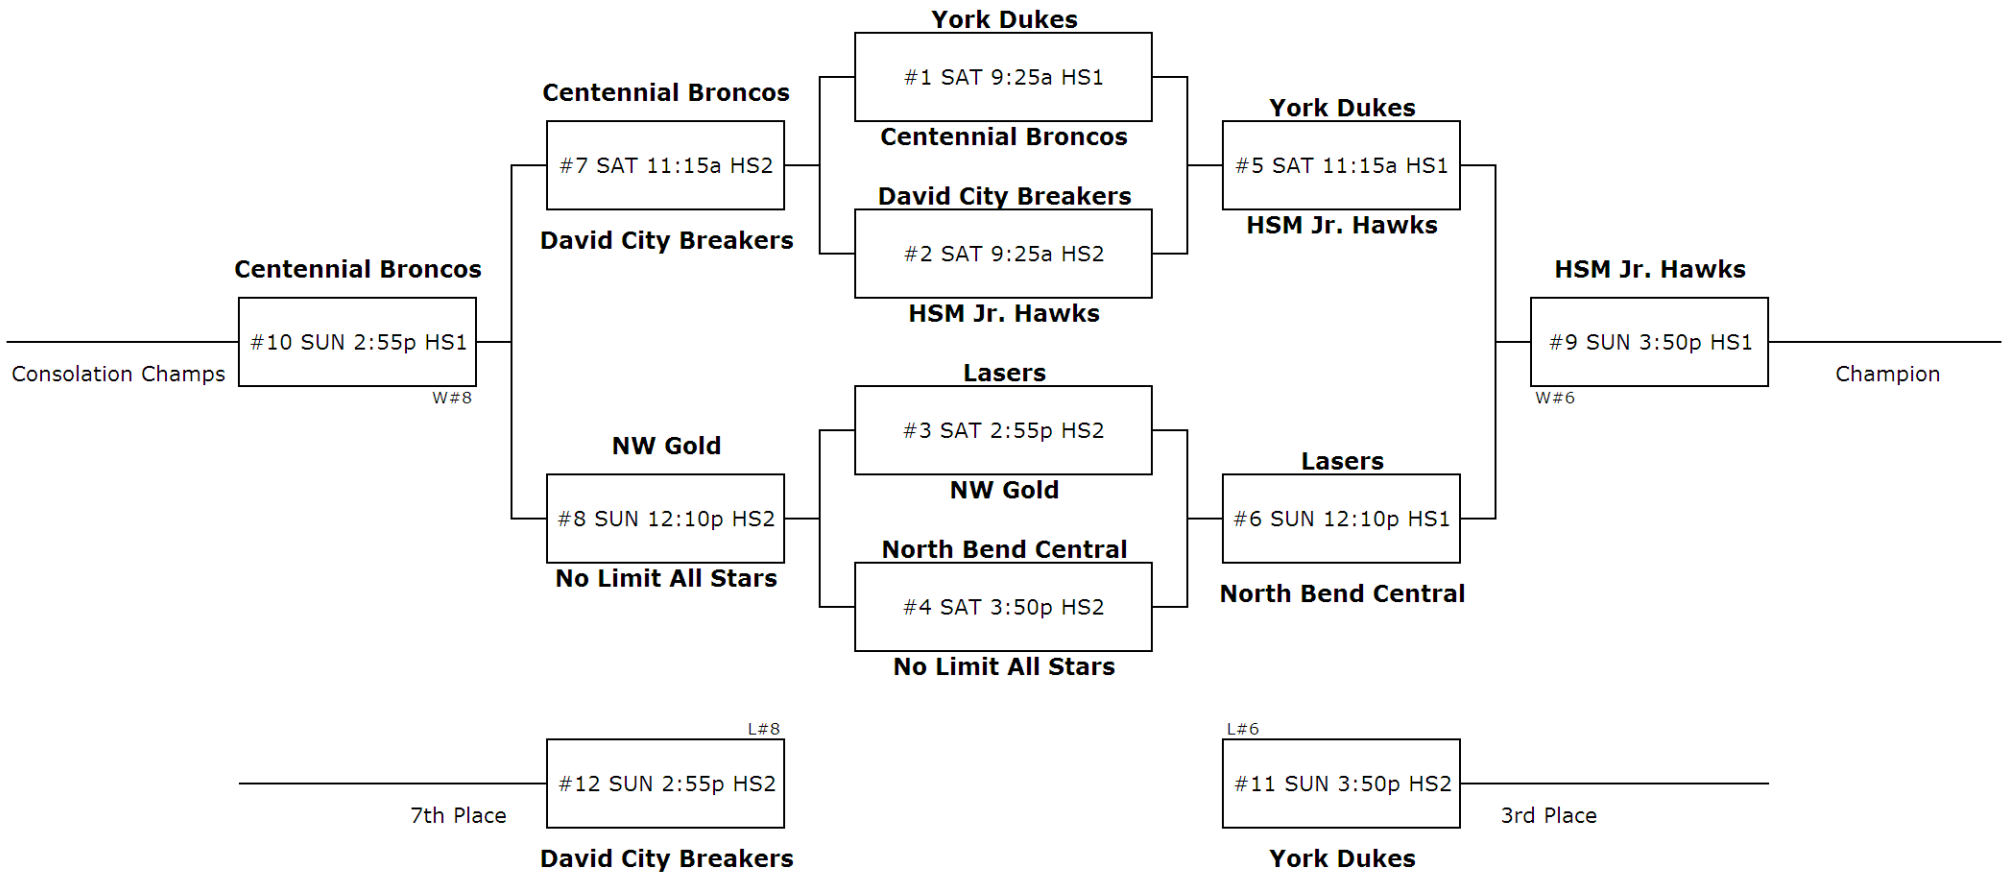 York Dukes
#1 SAT 9:25a HS1
Centennial Broncos
Centennial Broncos
#7 SAT 11:15a HS2
David City Breakers
York Dukes
#5 SAT 11:15a HS1
HSM Jr. Hawks
David City Breakers
#2 SAT 9:25a HS2
HSM Jr. Hawks
Centennial Broncos
#10 SUN 2:55p HS1
W#8
Consolation Champs
HSM Jr. Hawks
#9 SUN 3:50p HS1
W#6
Champion
Lasers
#3 SAT 2:55p HS2
NW Gold
NW Gold
#8 SUN 12:10p HS2
No Limit All Stars
Lasers
#6 SUN 12:10p HS1
North Bend Central
North Bend Central
#4 SAT 3:50p HS2
No Limit All Stars
L#8
#12 SUN 2:55p HS2
7th Place
David City Breakers
L#6
#11 SUN 3:50p HS2
3rd Place
York Dukes